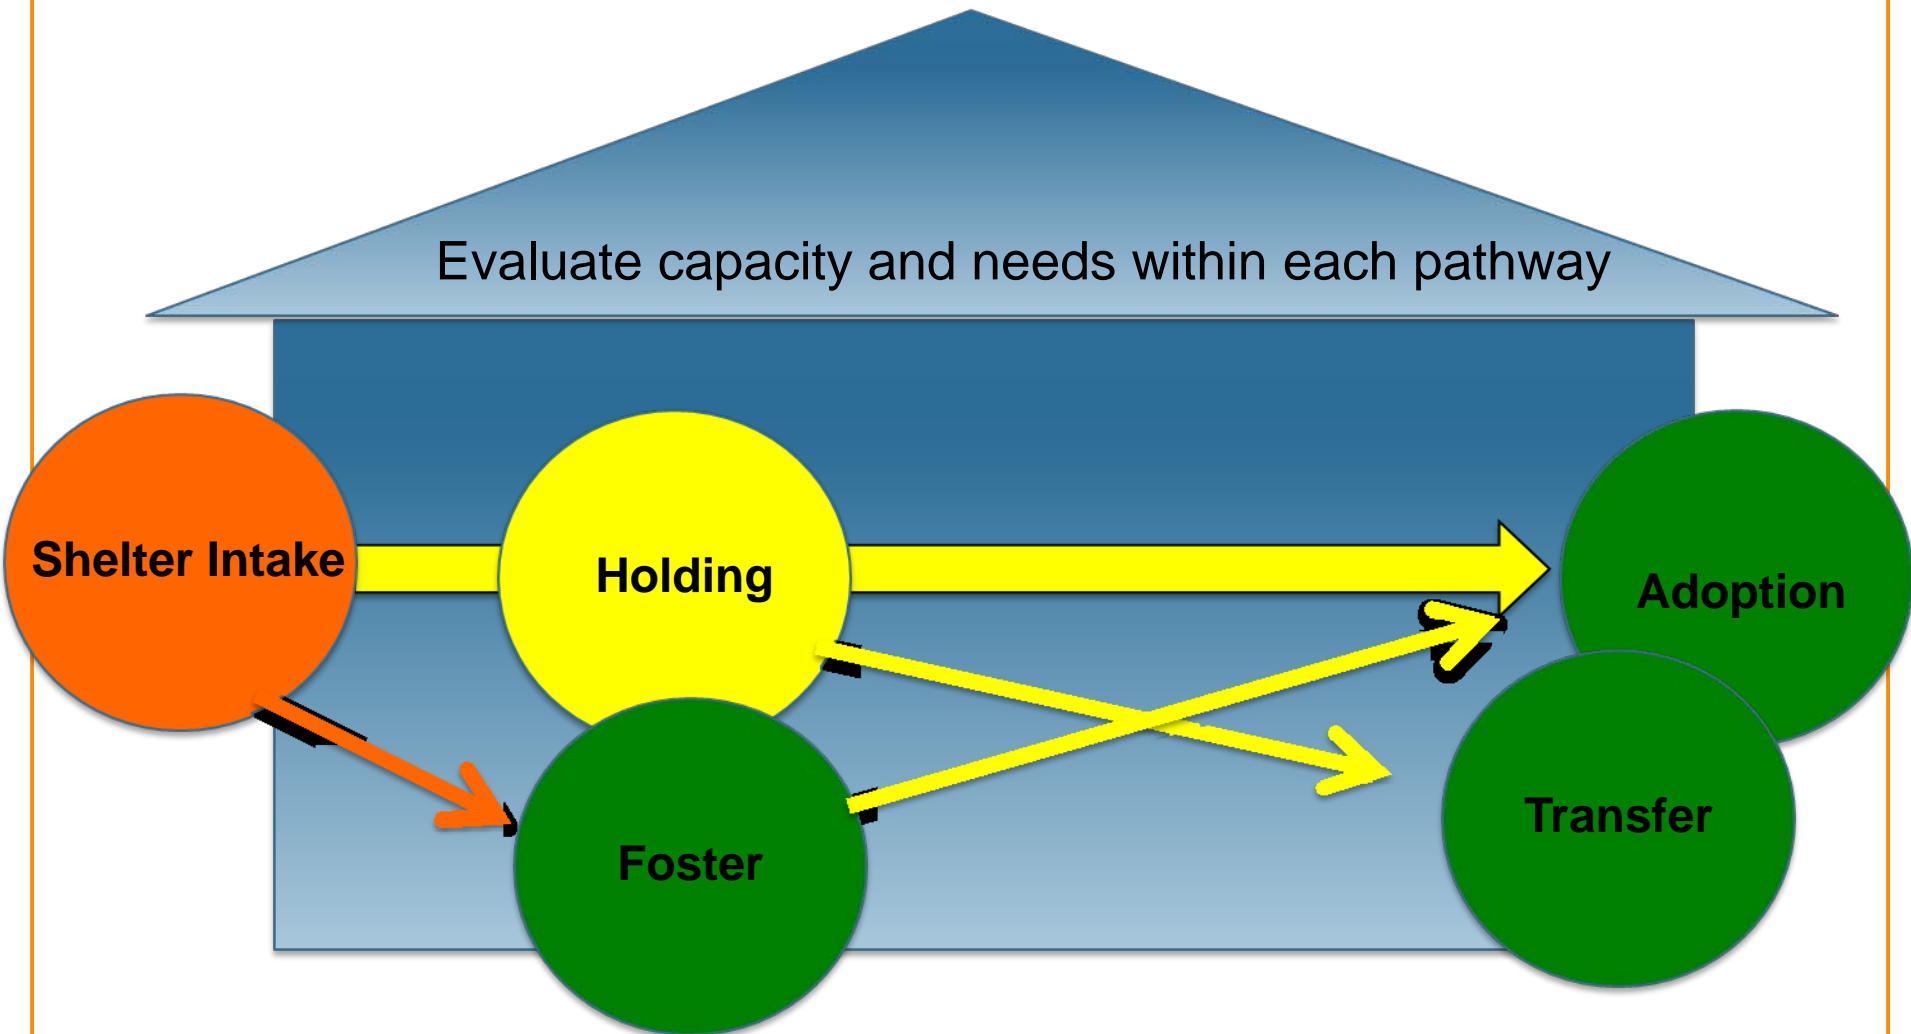 Evaluate capacity and needs within each pathway
Shelter Intake
Holding
Adoption
Foster
Transfer